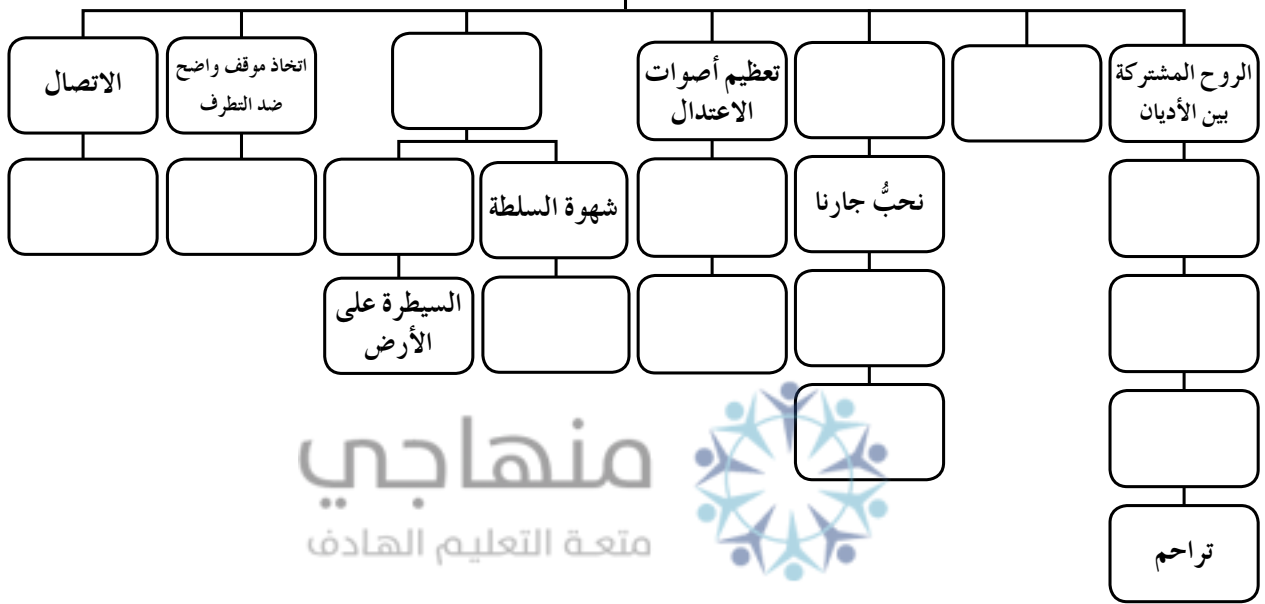 الروح المشتركة
بين الأديان
تعظيم أصوات
الاعتدال
اتخاذ موقف واضح
ضد التطرف
الاتصال
نحبُّ جارنا
شهوة السلطة
السيطرة على
الأرض
تراحم
منهاجي
متعة التعليم الهادف